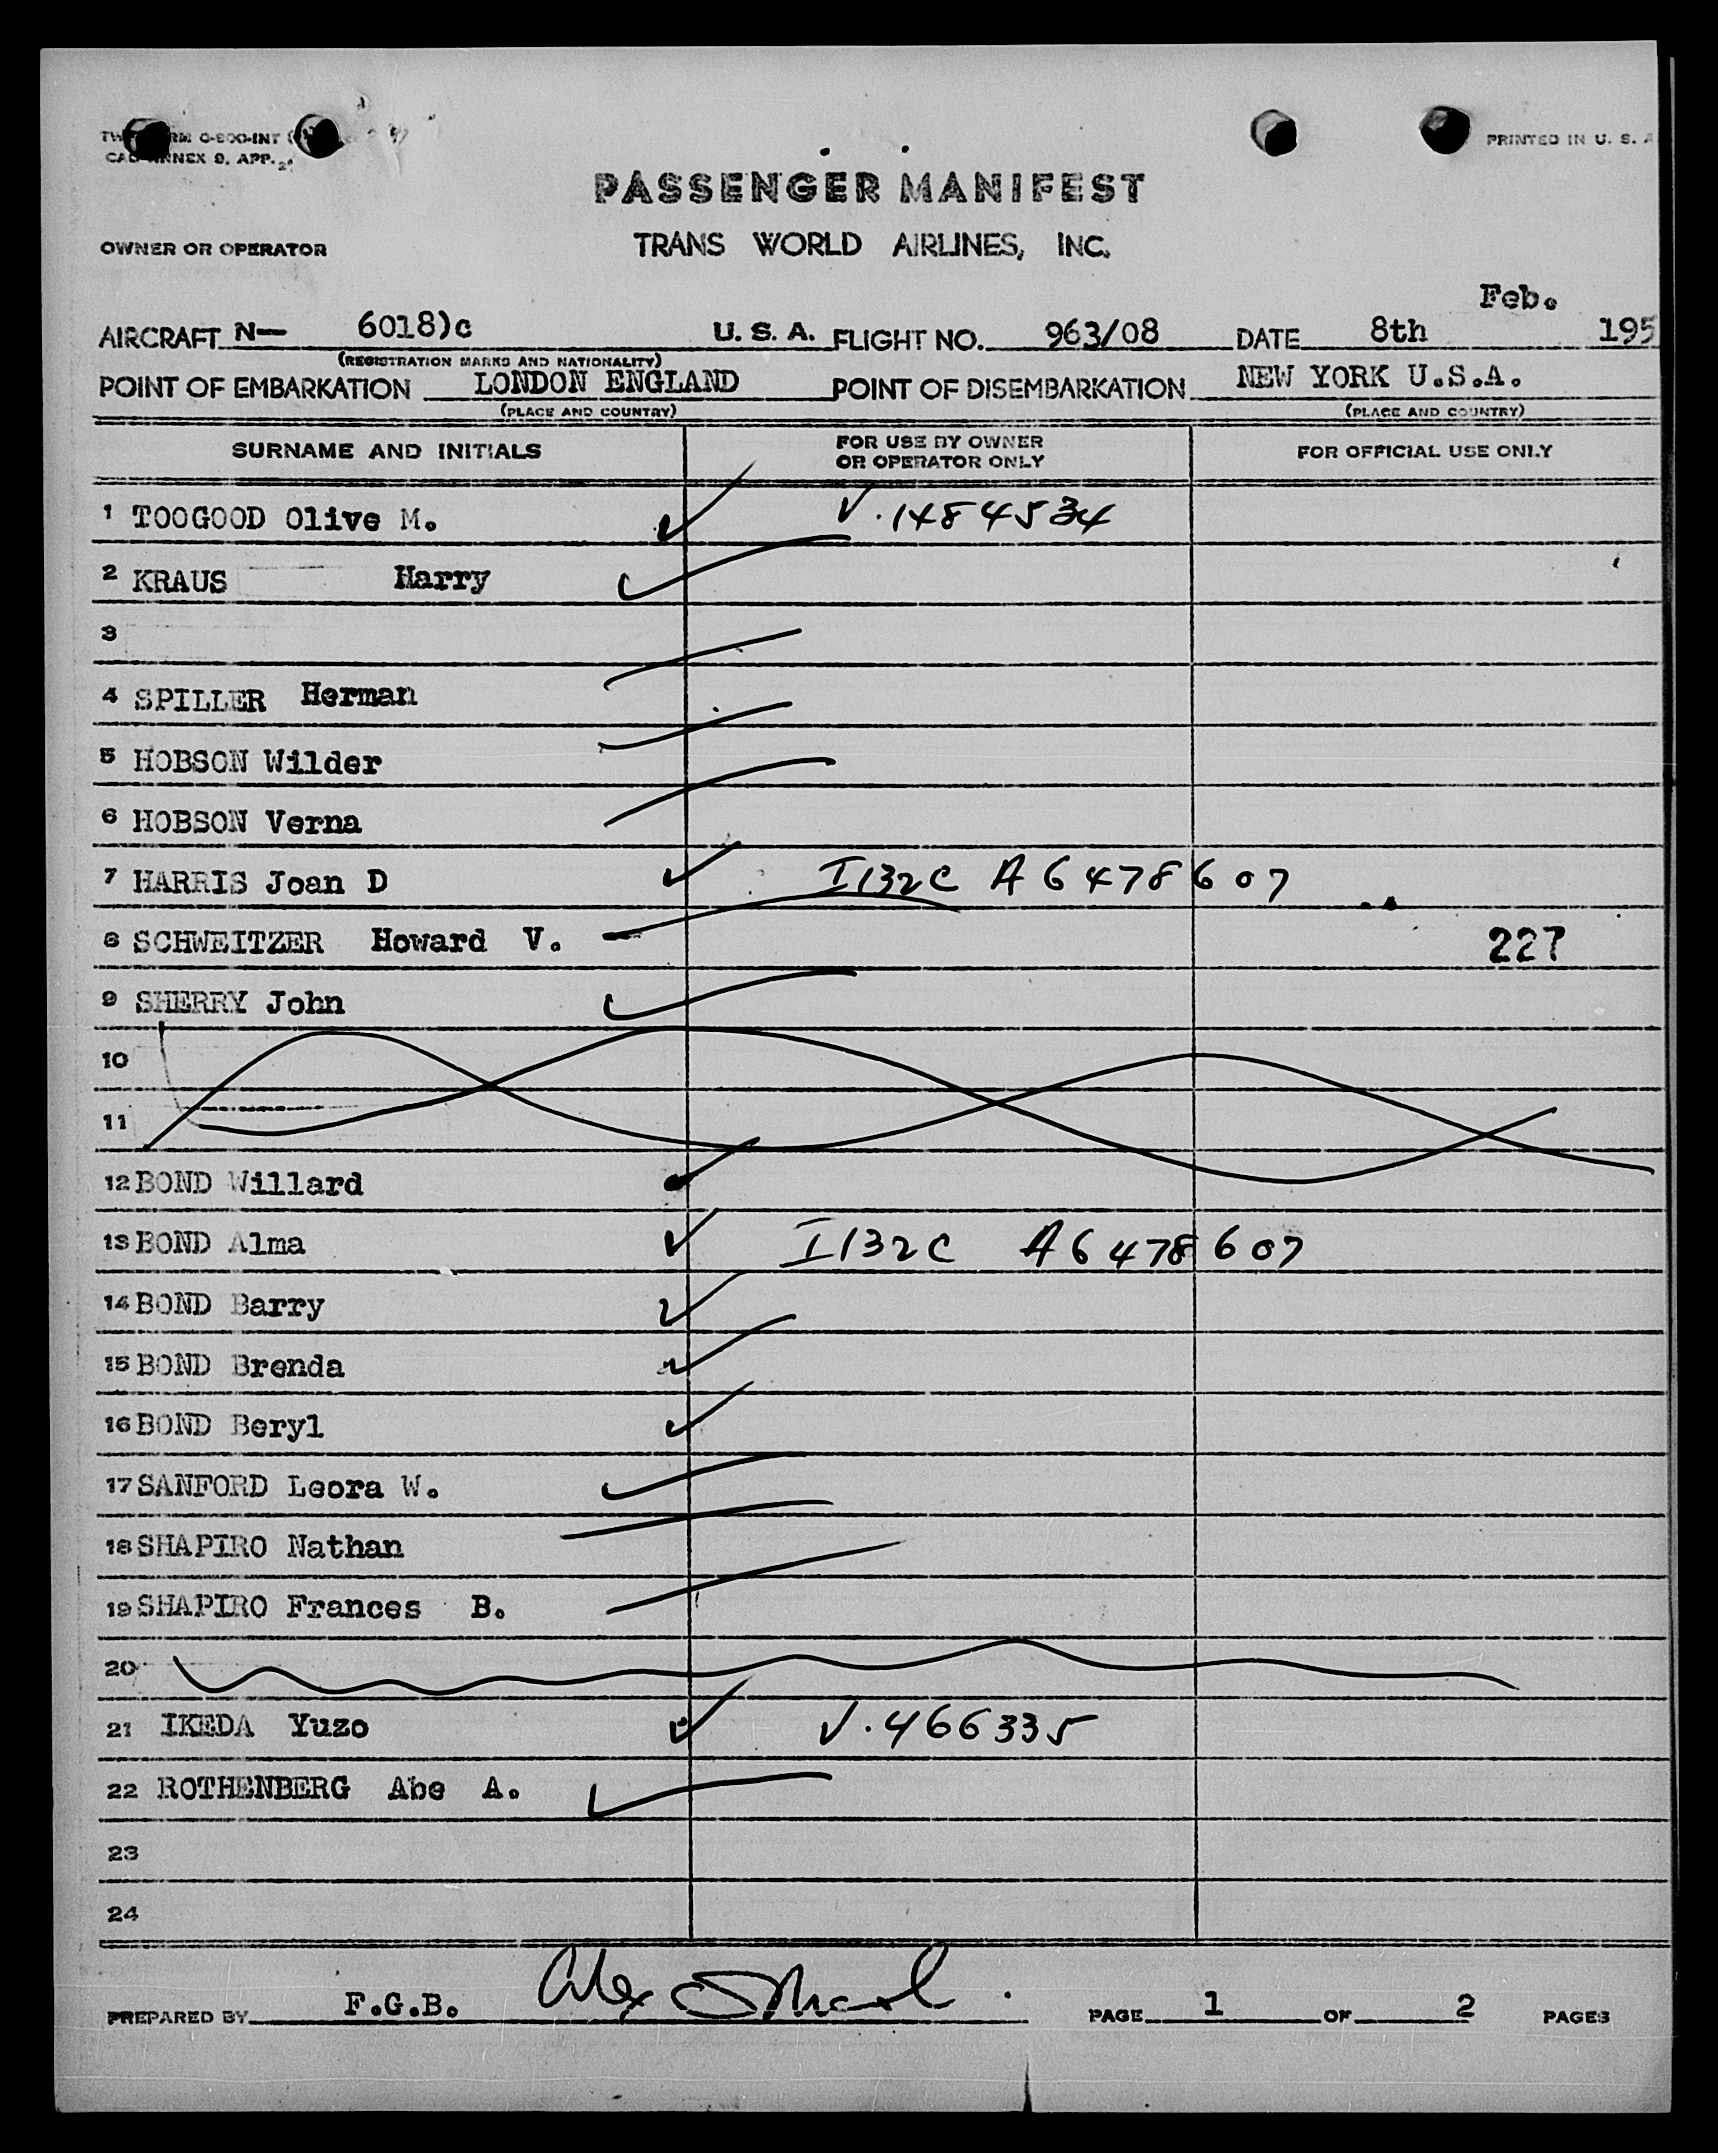 PRINTED IN U. S. A
CAB ANNEX 9, APP. 2
PASSENGER MANIFEST
OWNER OR OPERATOR TRANS WORLD AIRLINES, INC.
Feb.
AIRCRAFT N— 6018)c U. S. A. FLIGHT NO. 963/08 DATE 8th 195
(REGISTRATION MARKS AND NATIONALITY)
POINT OF EMBARKATION LONDON ENGLAND POINT OF DISEMBARKATION NEW YORK U.S.A.
(PLACE AND COUNTRY) (PLACE AND COUNTRY)
SURNAME AND INITIALS FOR USE BY OWNER OR OPERATOR ONLY FOR OFFICIAL USE ONLY
1 TOOGOOD Olive M. V. 1484534
2 KRAUS Harry
3
4 SPILLER Herman
5 HOBSON Wilder
6 HOBSON Verna
7 HARRIS Joan D I132C A6478607
8 SCHWEITZER Howard V. 227
9 SHERRY John
10
11
12 BOND Willard
13 BOND Alma I132C A6478607
14 BOND Barry
15 BOND Brenda
16 BOND Beryl
17 SANFORD Leora W.
18 SHAPIRO Nathan
19 SHAPIRO Frances B.
20
21 IKEDA Yuzo V. 466335
22 ROTHENBERG Abe A.
23
24
PREPARED BY F.G.B. Alex PAGE 1 OF 2 PAGES